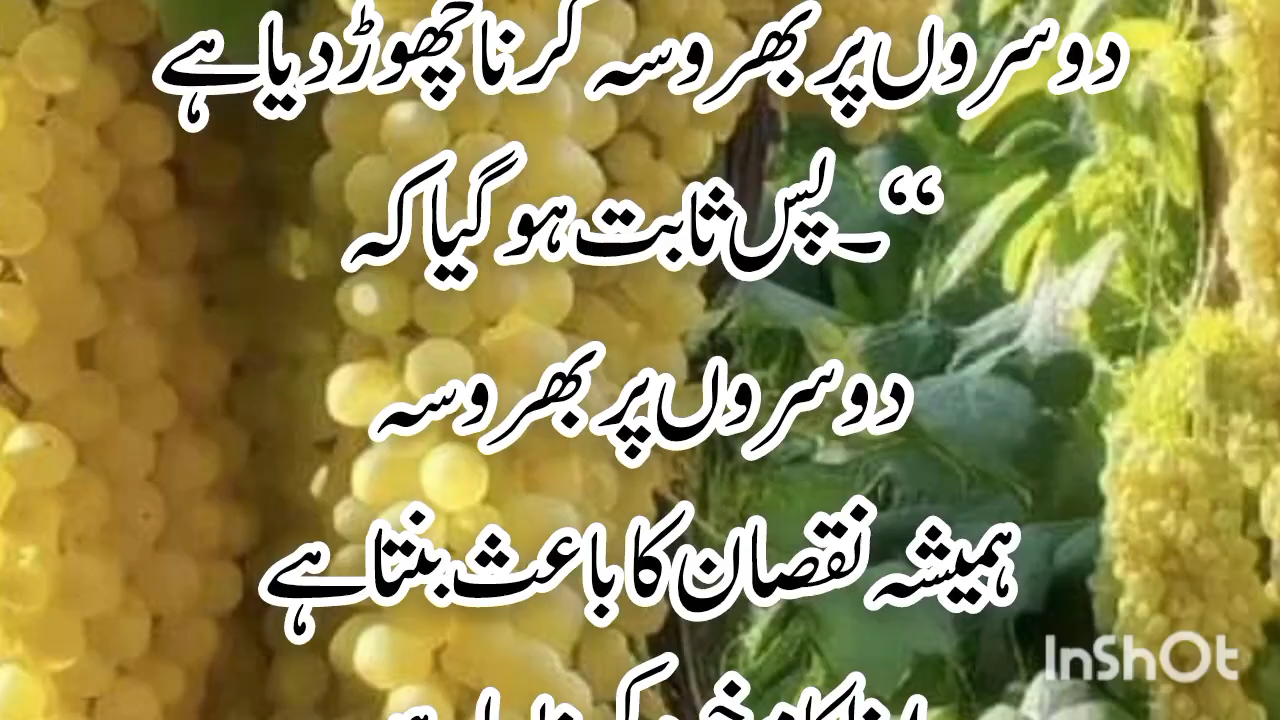 دوسروں پر بھروسہ کرنا چھوڑ دیا ہے
“۔پس ثابت ہو گیا کہ
دوسروں پر بھروسہ
ہمیشہ نقصان کا باعث بنتا ہے
InShOt